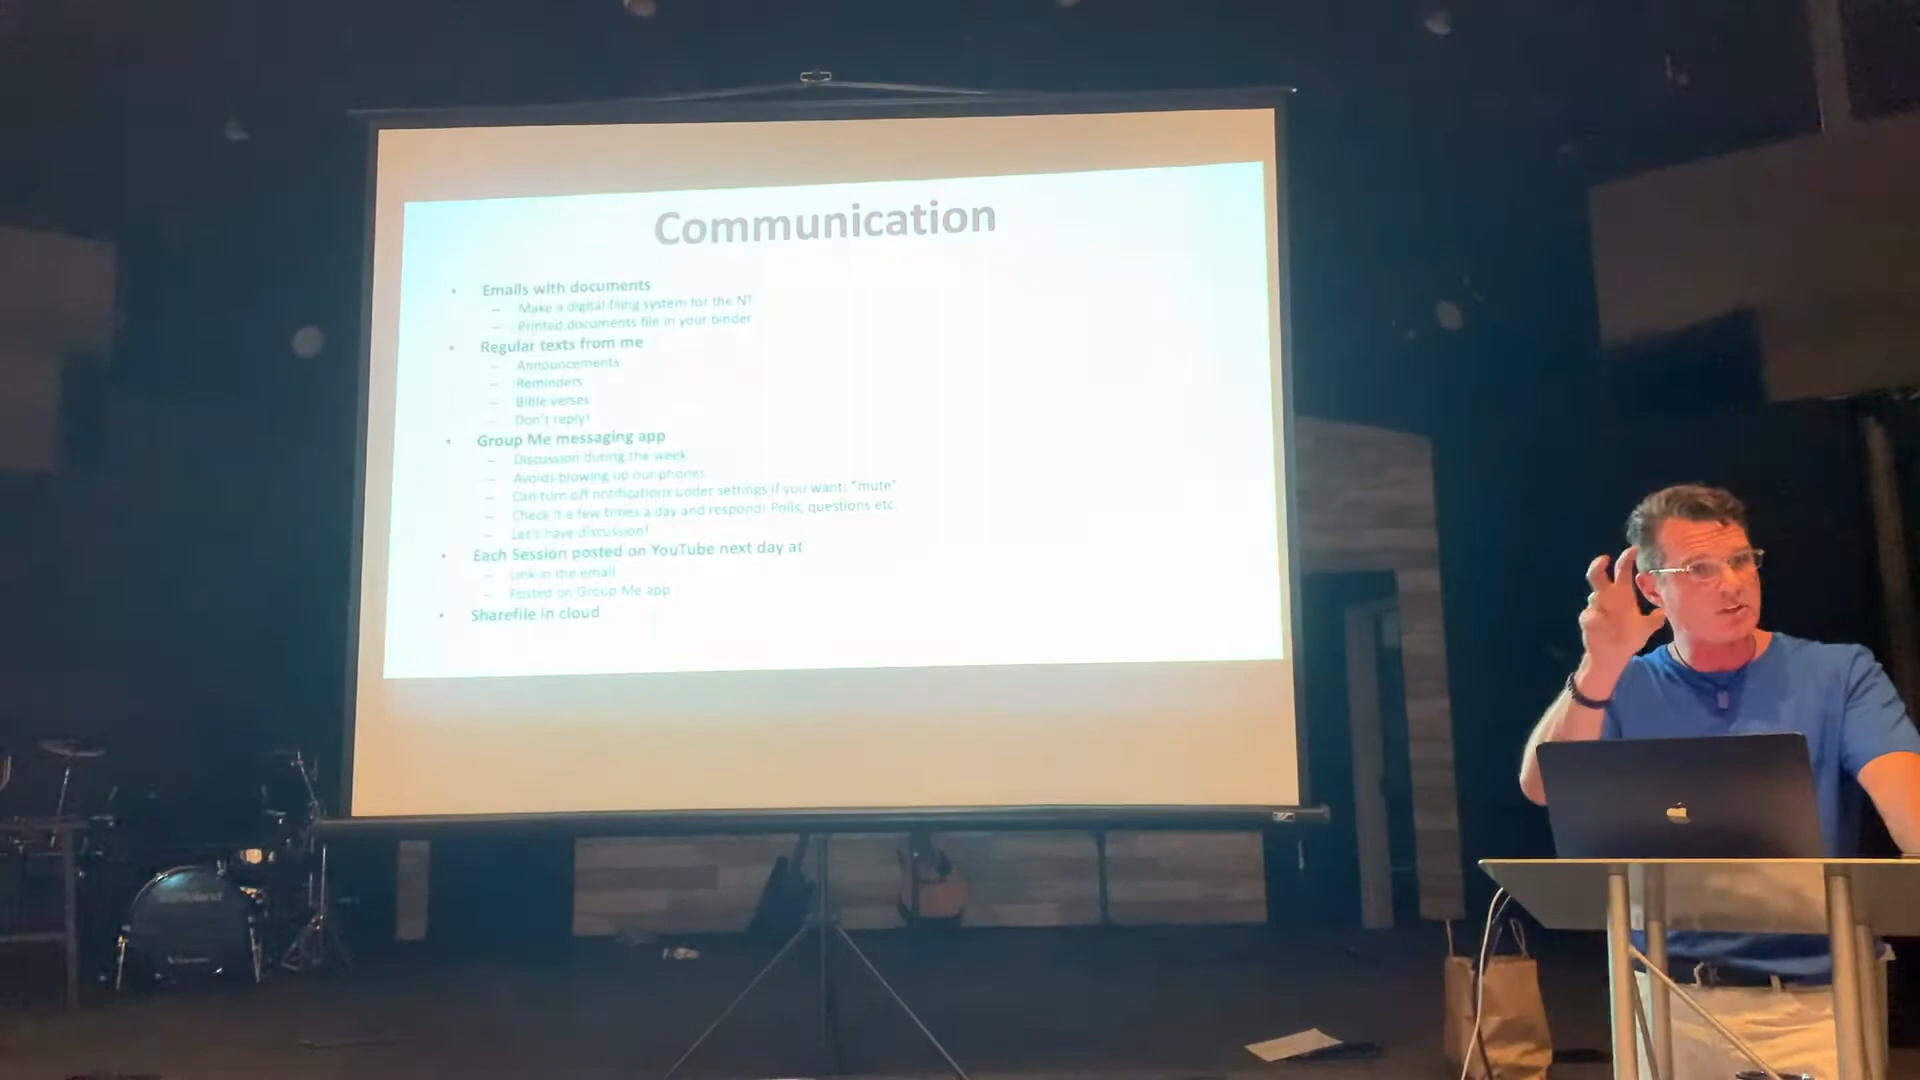 Communication
• Emails with documents
– Make a digital filing system for the NT
– Printed documents file in your binder
• Regular texts from me
– Announcements
– Reminders
– Bible verses
– Don't reply!
• Group Me messaging app
– Discussion during the week
– Avoids blowing up our phones
– Can turn off notifications under settings if you want: "mute"
– Check it a few times a day and respond! Polls, questions etc.
– Let's have discussion!
• Each Session posted on YouTube next day at
– Link in the email
– Posted on Group Me app
• Sharefile in cloud
Roland